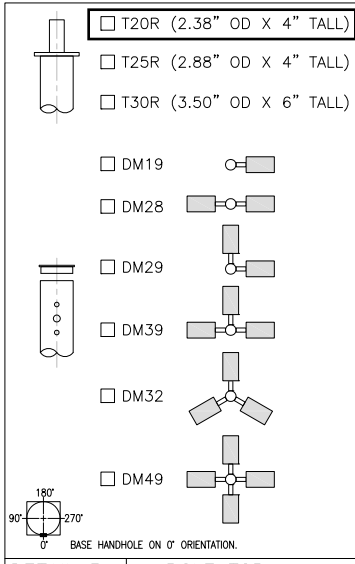 T20R (2.38” OD X 4” TALL)
T25R (2.88” OD X 4” TALL)
T30R (3.50” OD X 6” TALL)
DM19
DM28
DM29
DM39
DM32
DM49
180°
90° 270°
0° BASE HANDHOLE ON 0° ORIENTATION.